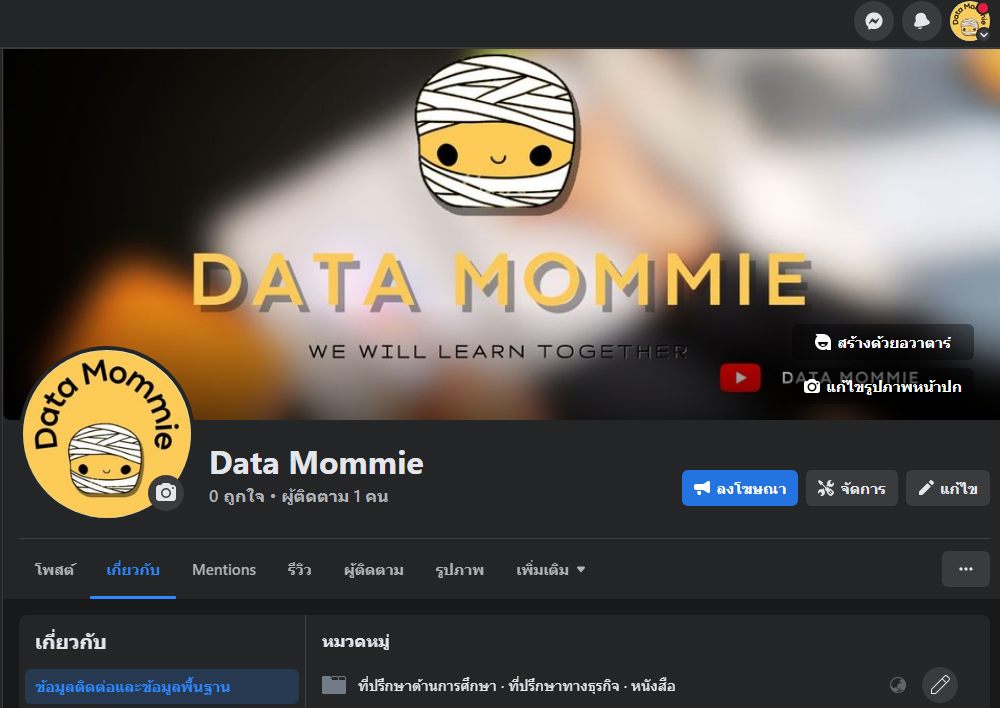 Data Mommie
DATA MOMMIE
WE WILL LEARN TOGETHER
สร้างด้วยอวาตาร์
DATA MOMMIE
แก้ไขรูปภาพหน้าปก
Data Mommie
Data Mommie
0 ถูกใจ • ผู้ติดตาม 1 คน
ลงโฆษณา
จัดการ
แก้ไข
โพสต์ เกี่ยวกับ Mentions รีวิว ผู้ติดตาม รูปภาพ เพิ่มเติม
เกี่ยวกับ
ข้อมูลติดต่อและข้อมูลพื้นฐาน
หมวดหมู่
ที่ปรึกษาด้านการศึกษา · ที่ปรึกษาทางธุรกิจ · หนังสือ